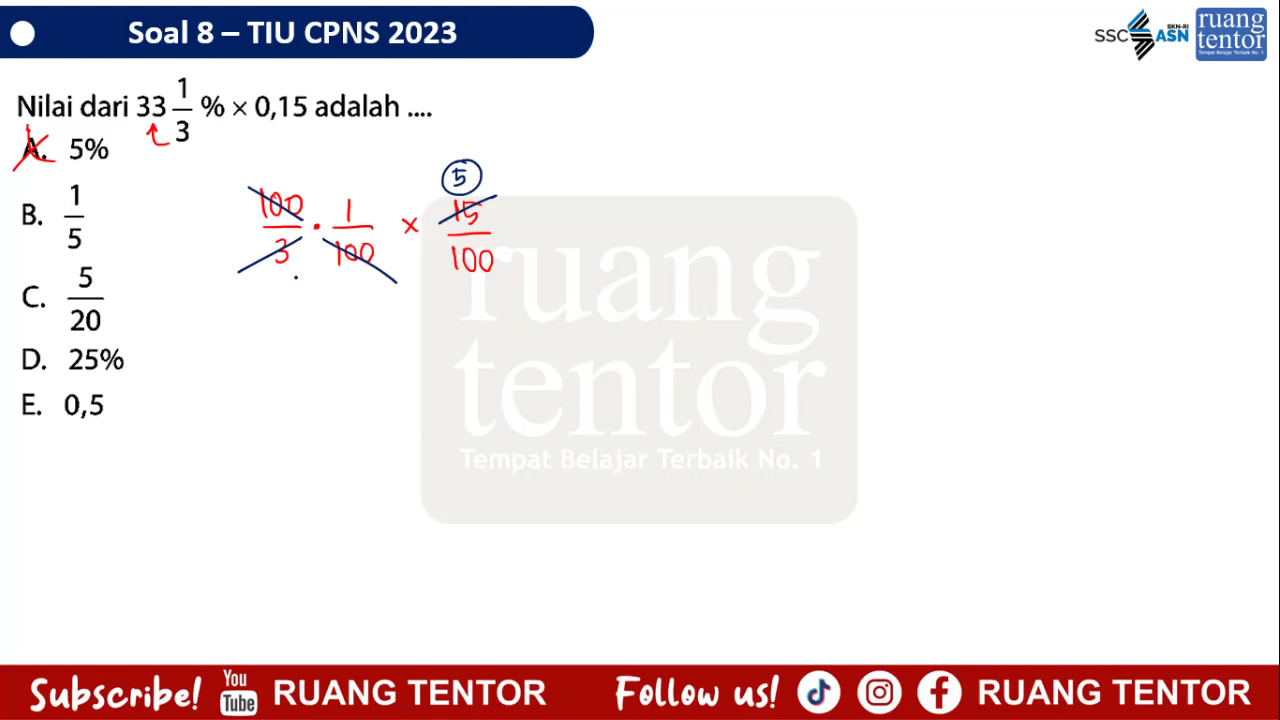 Soal 8 – TIU CPNS 2023
SSC BKN-RI ASN
ruang
tentor
Tempat Belajar Terbaik No. 1
Nilai dari 33 1/3 % × 0,15 adalah ....
A. 5%
B. 1/5
C. 5/20
D. 25%
E. 0,5
5
100/3 · 1/100 × 15/100
ruang
tentor
Tempat Belajar Terbaik No. 1
Subscribe! You Tube RUANG TENTOR Follow us! RUANG TENTOR